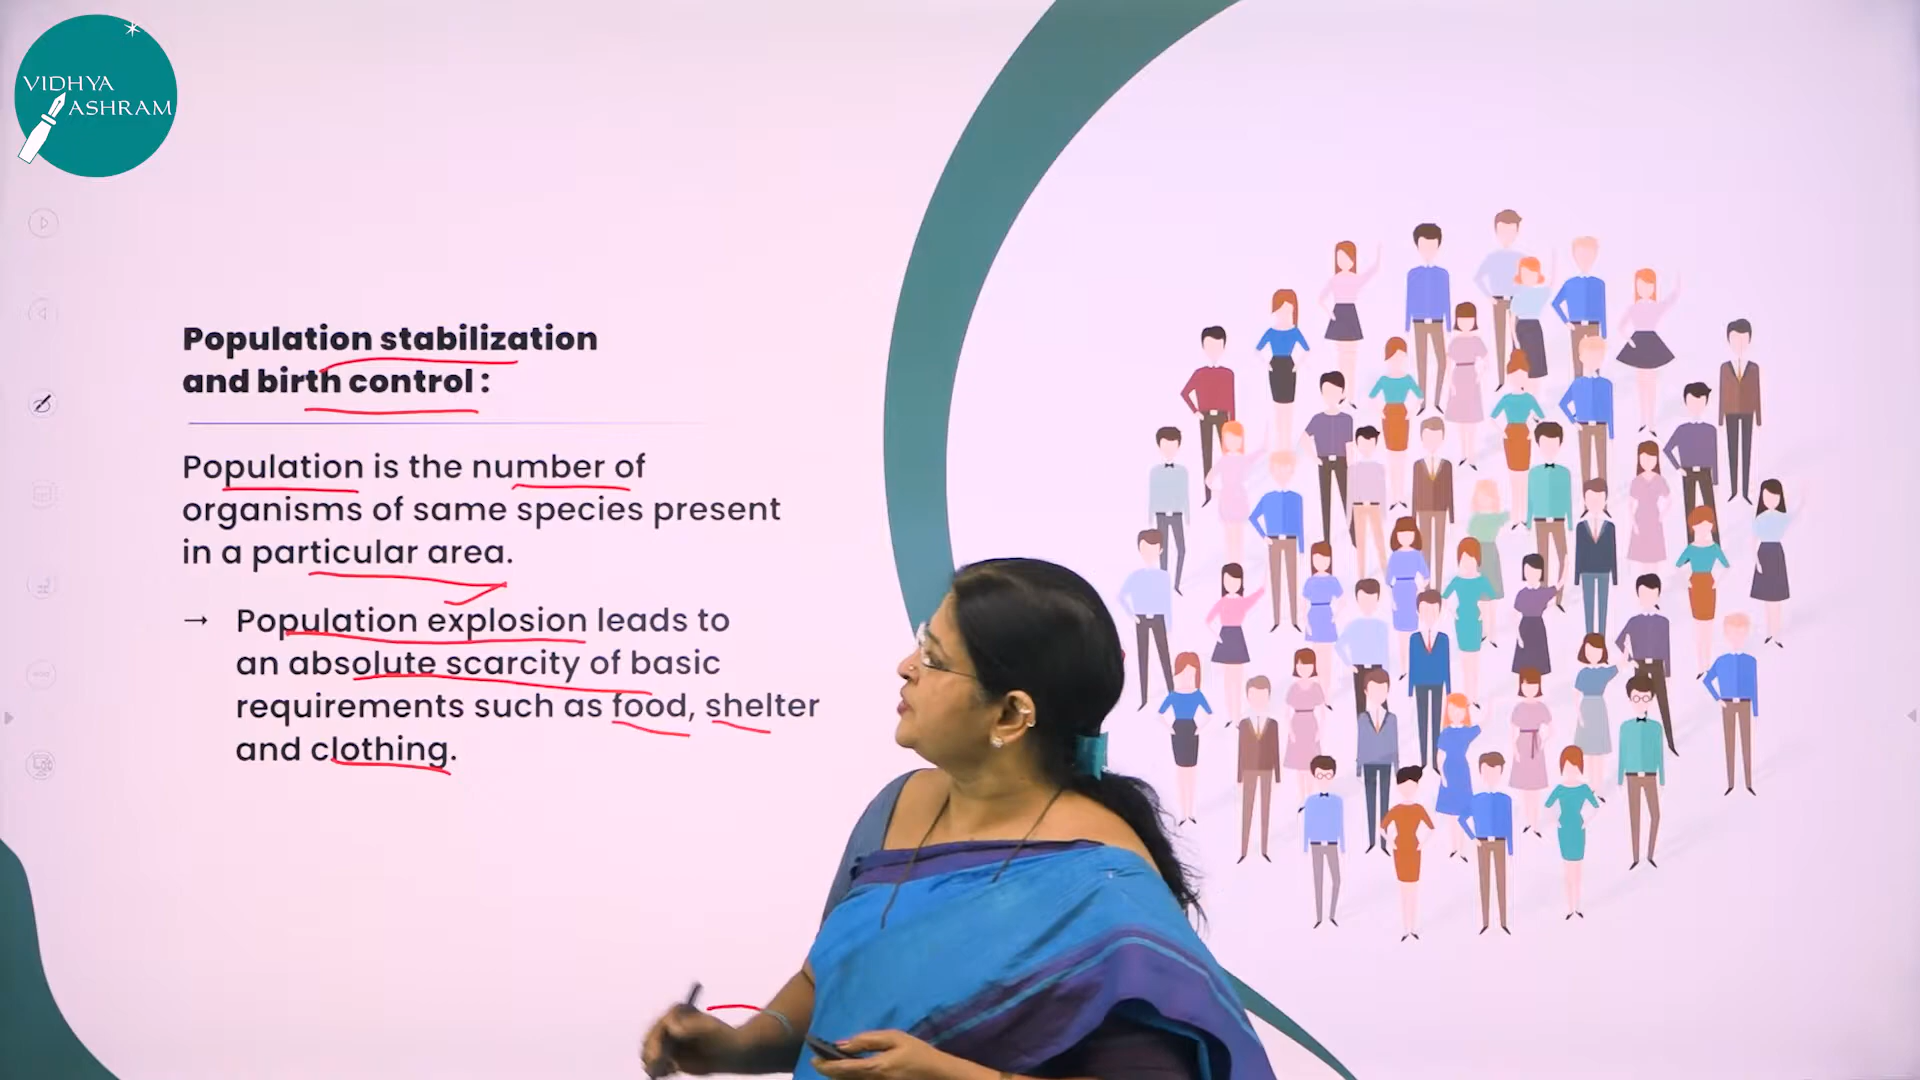 VIDHYA
ASHRAM
Population stabilization
and birth control :
Population is the number of
organisms of same species present
in a particular area.
→ Population explosion leads to
an absolute scarcity of basic
requirements such as food, shelter
and clothing.